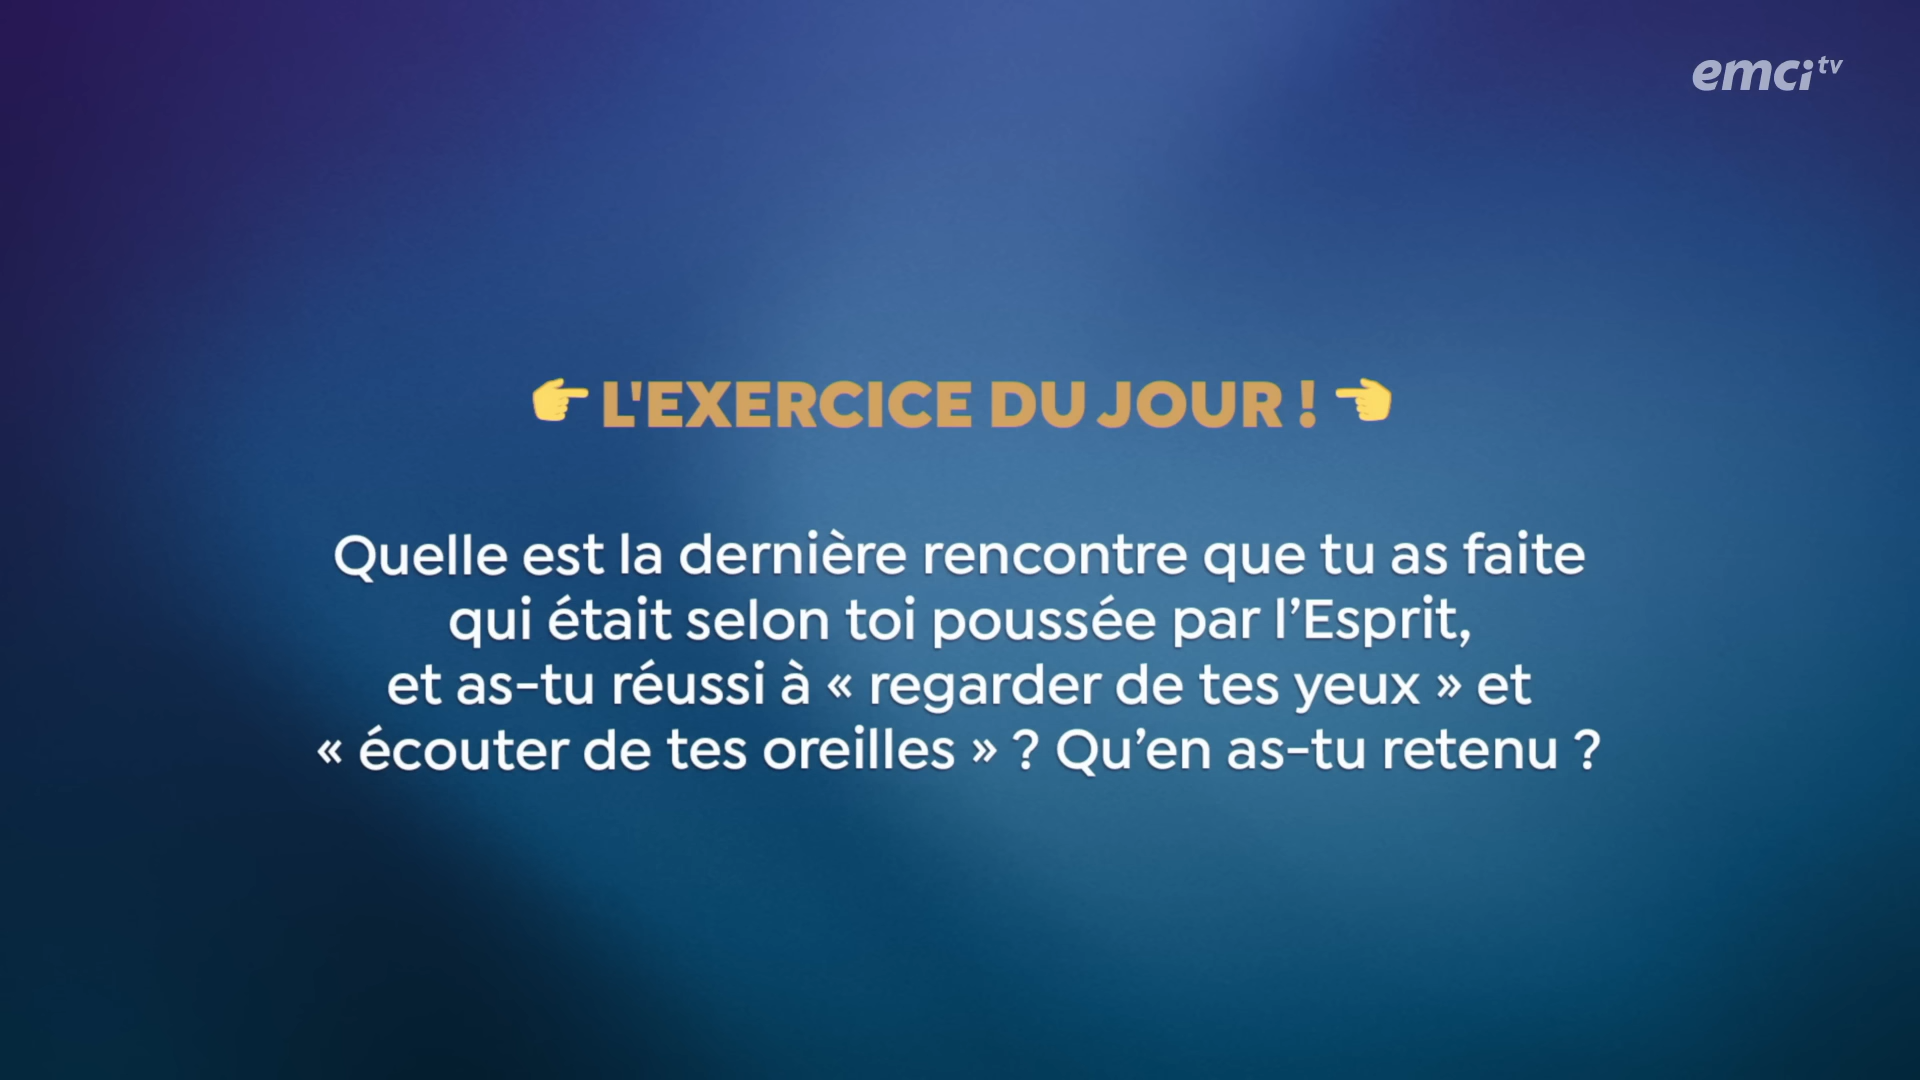 emci tv
👉 L'EXERCICE DU JOUR ! 👈
Quelle est la dernière rencontre que tu as faite
qui était selon toi poussée par l’Esprit,
et as-tu réussi à « regarder de tes yeux » et
« écouter de tes oreilles » ? Qu’en as-tu retenu ?